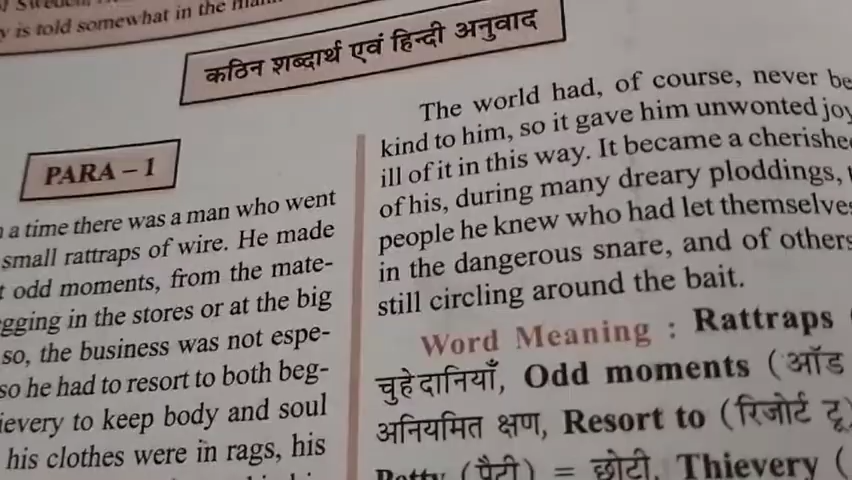 y is told somewhat in the
कठिन शब्दार्थ एवं हिन्दी अनुवाद
PARA – 1
a time there was a man who went
small rattraps of wire. He made
odd moments, from the mate-
gging in the stores or at the big
so, the business was not espe-
so he had to resort to both beg-
ievery to keep body and soul
his clothes were in rags, his
The world had, of course, never be
kind to him, so it gave him unwonted joy
ill of it in this way. It became a cherishe
of his, during many dreary ploddings,
people he knew who had let themselve
in the dangerous snare, and of others
still circling around the bait.
Word Meaning : Rattraps
चुहेदानियाँ, Odd moments (ऑड
अनियमित क्षण, Resort to (रिजोर्ट टू)
Petty (पैटी) = छोटी, Thievery (